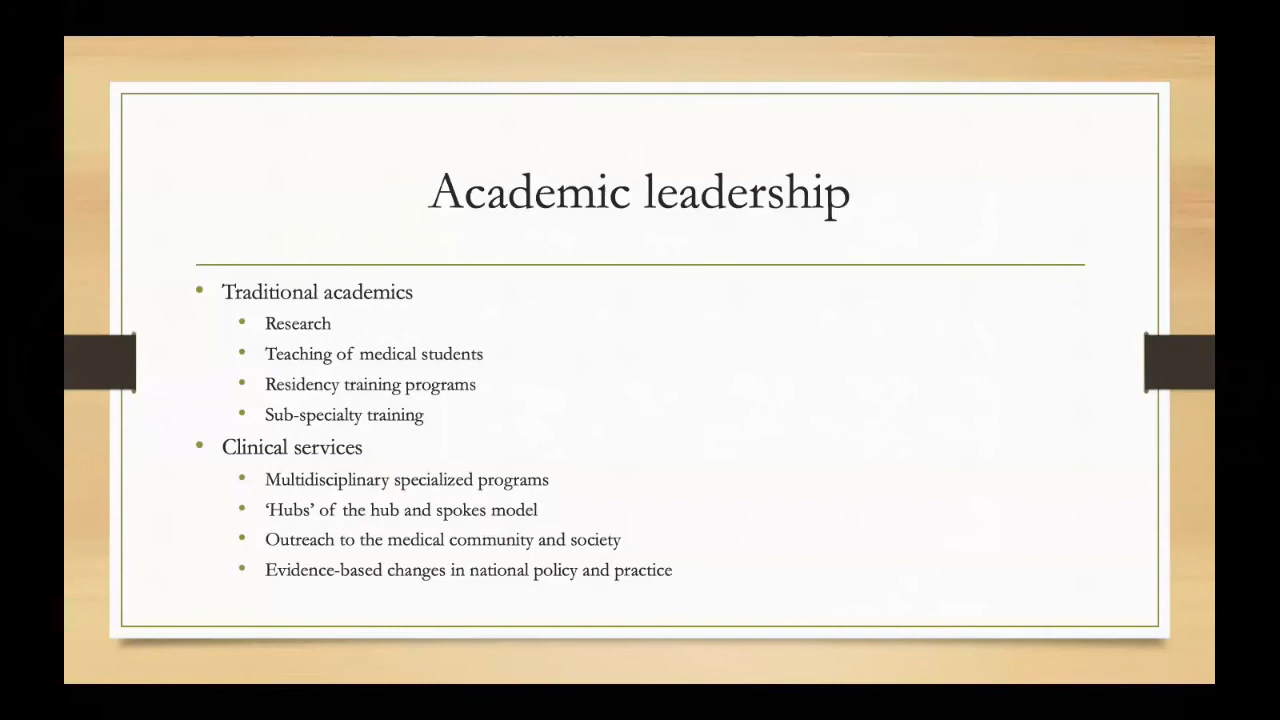 Academic leadership
• Traditional academics
• Research
• Teaching of medical students
• Residency training programs
• Sub-specialty training
• Clinical services
• Multidisciplinary specialized programs
• ‘Hubs’ of the hub and spokes model
• Outreach to the medical community and society
• Evidence-based changes in national policy and practice